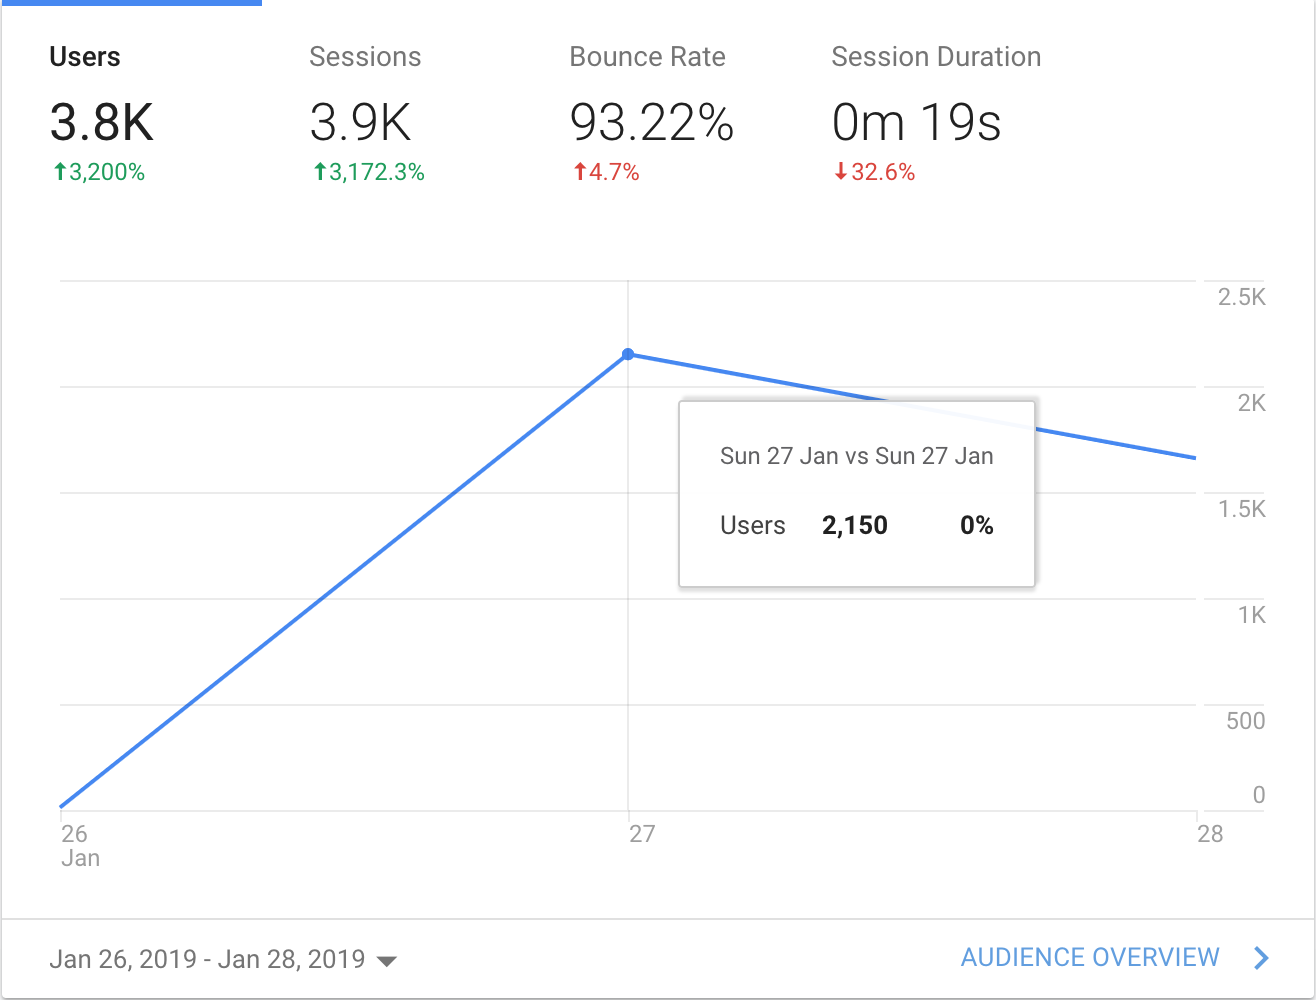 Users Sessions Bounce Rate Session Duration
3.8K 3.9K 93.22% 0m 19s
↑3,200% ↑3,172.3% ↑4.7% ↓32.6%
2.5K
2K
Sun 27 Jan vs Sun 27 Jan
1.5K
Users 2,150 0%
1K
500
0
26 27 28
Jan
Jan 26, 2019 - Jan 28, 2019 AUDIENCE OVERVIEW